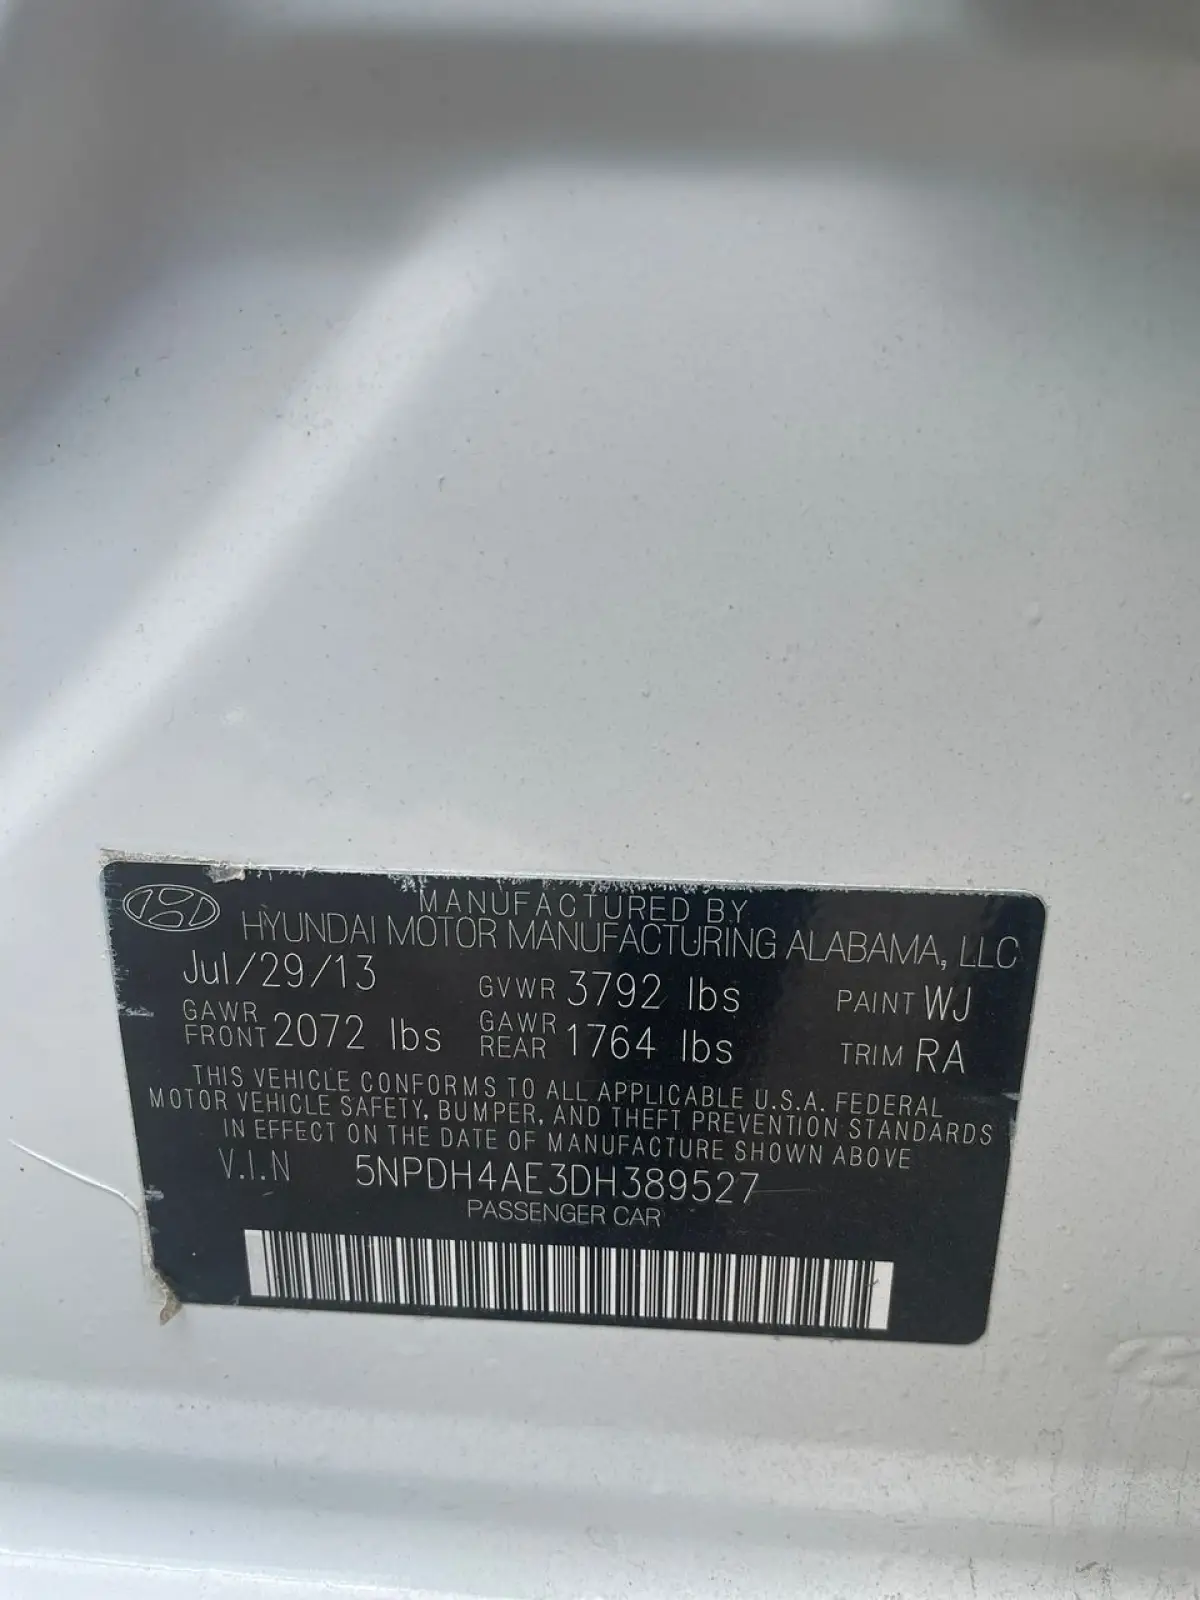 MANUFACTURED BY
HYUNDAI MOTOR MANUFACTURING ALABAMA, LLC
Jul/29/13 GVWR 3792 lbs PAINT WJ
GAWR FRONT 2072 lbs GAWR REAR 1764 lbs TRIM RA
THIS VEHICLE CONFORMS TO ALL APPLICABLE U.S.A. FEDERAL
MOTOR VEHICLE SAFETY, BUMPER, AND THEFT PREVENTION STANDARDS
IN EFFECT ON THE DATE OF MANUFACTURE SHOWN ABOVE
V.I.N 5NPDH4AE3DH389527
PASSENGER CAR